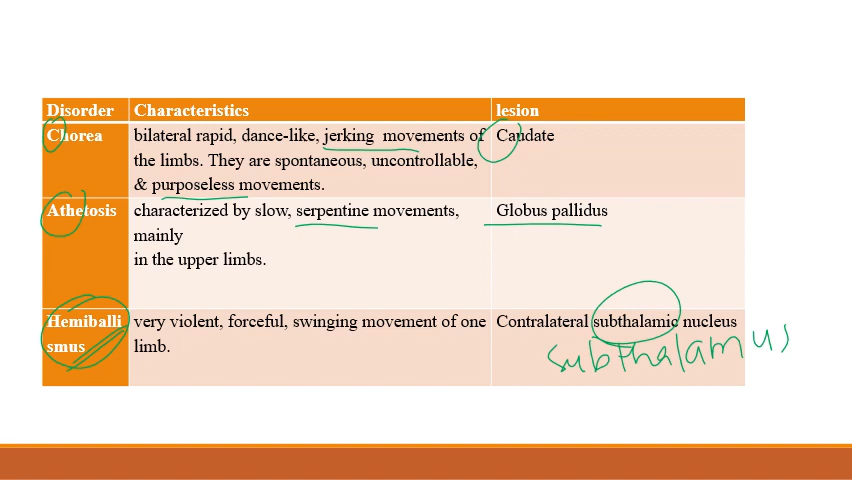 Disorder Characteristics lesion
Chorea bilateral rapid, dance-like, jerking movements of Caudate
the limbs. They are spontaneous, uncontrollable,
& purposeless movements.
Athetosis characterized by slow, serpentine movements, Globus pallidus
mainly
in the upper limbs.
Hemiballi very violent, forceful, swinging movement of one Contralateral subthalamic nucleus
smus limb.
subthalamus